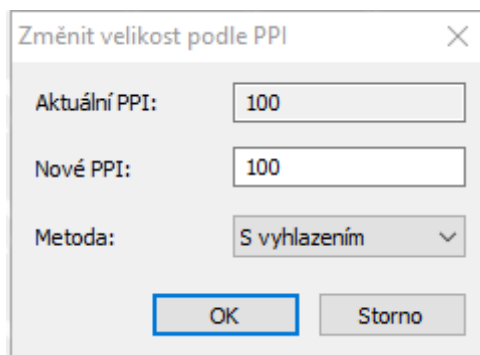 Změnit velikost podle PPI
Aktuální PPI: 100
Nové PPI: 100
Metoda: S vyhlazením
OK Storno